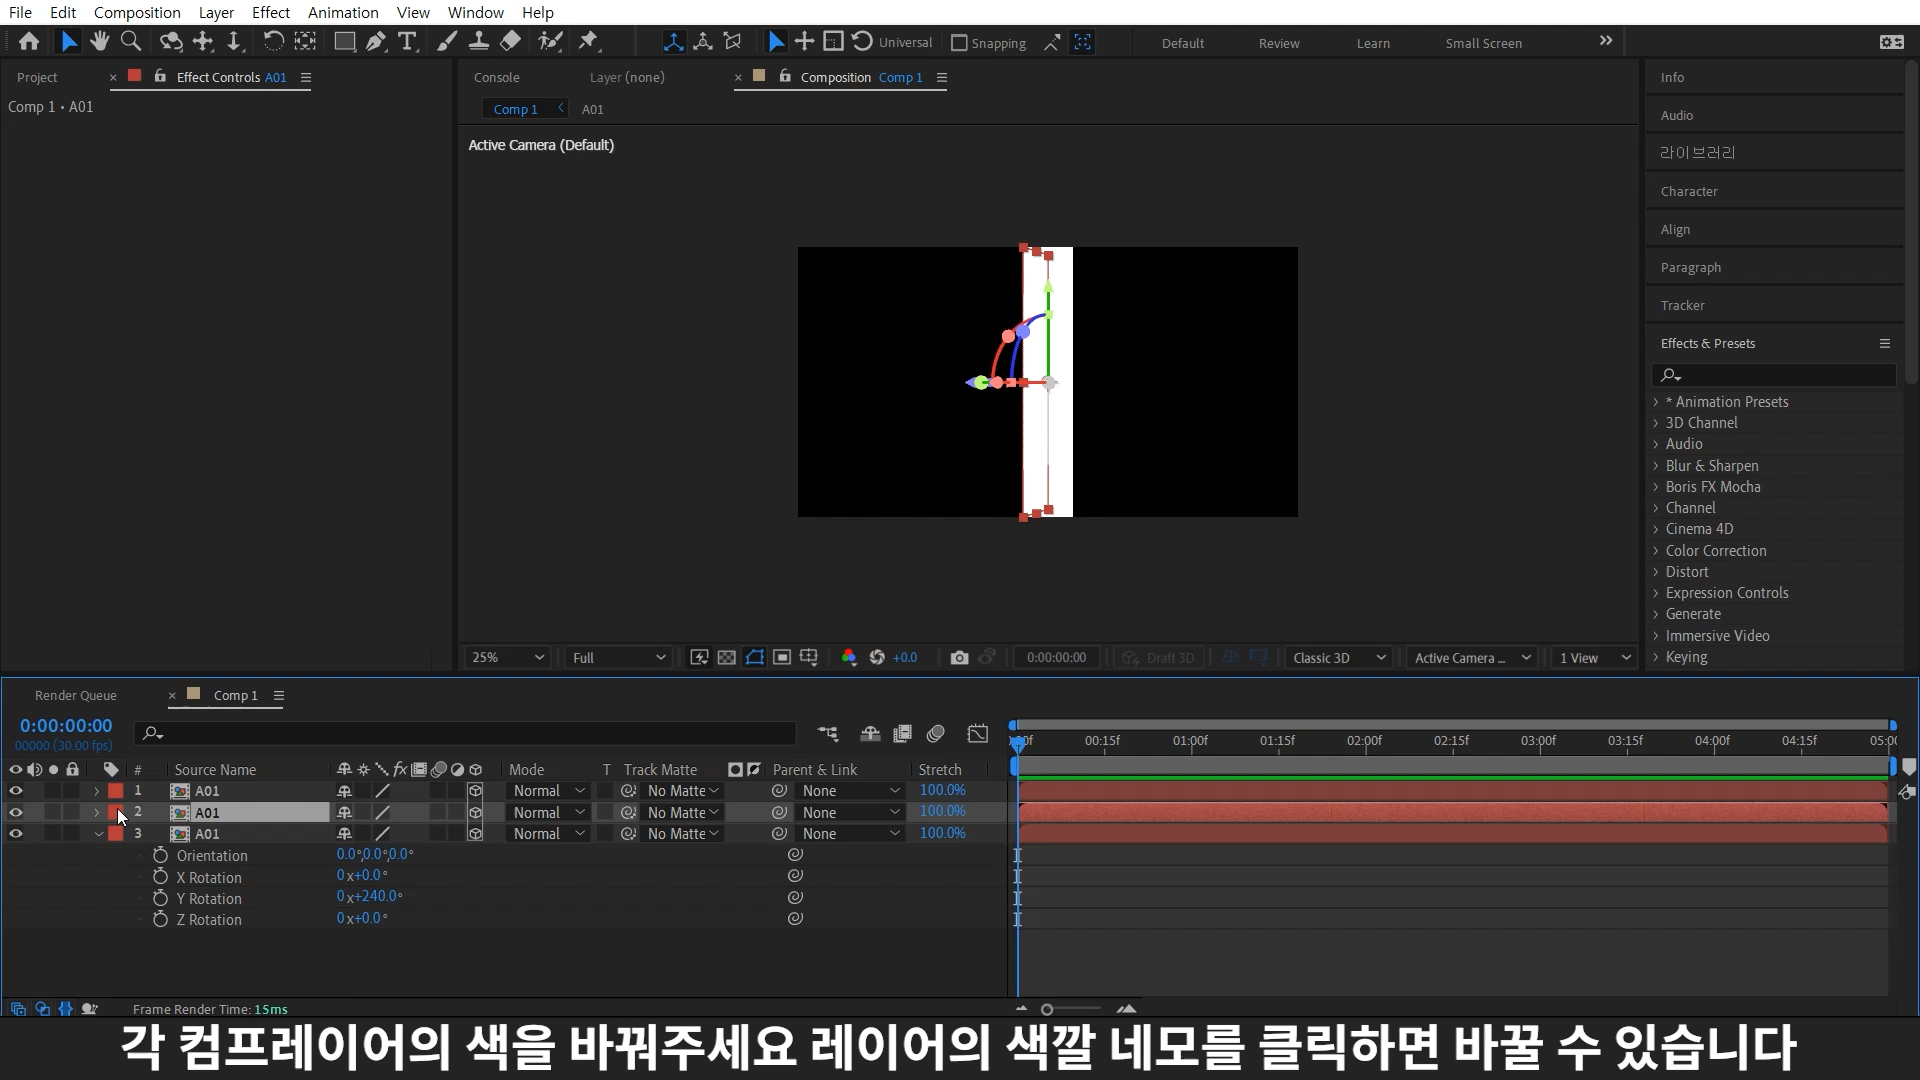 File Edit Composition Layer Effect Animation View Window Help
Universal Snapping Default Review Learn Small Screen
Project Effect Controls A01
Comp 1 • A01
Console Layer (none) Composition Comp 1
Comp 1 A01
Active Camera (Default)
25% Full +0.0 0:00:00:00 Draft 3D Classic 3D Active Camera ... 1 View
Info
Audio
라이브러리
Character
Align
Paragraph
Tracker
Effects & Presets
* Animation Presets
3D Channel
Audio
Blur & Sharpen
Boris FX Mocha
Channel
Cinema 4D
Color Correction
Distort
Expression Controls
Generate
Immersive Video
Keying
Render Queue Comp 1
0:00:00:00
00000 (30.00 fps)
00:15f 01:00f 01:15f 02:00f 02:15f 03:00f 03:15f 04:00f 04:15f
# Source Name Mode T Track Matte Parent & Link Stretch
1 A01 Normal No Matte None 100.0%
2 A01 Normal No Matte None 100.0%
3 A01 Normal No Matte None 100.0%
Orientation 0.0°,0.0°,0.0°
X Rotation 0x+0.0°
Y Rotation 0x+240.0°
Z Rotation 0x+0.0°
Frame Render Time: 15ms
각 컴프레이어의 색을 바꿔주세요 레이어의 색깔 네모를 클릭하면 바꿀 수 있습니다